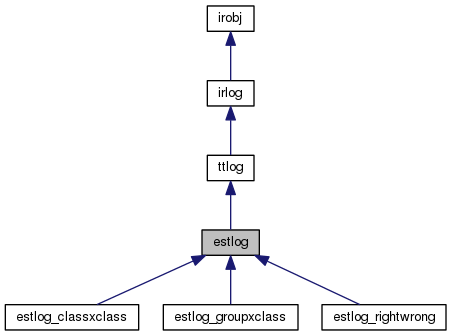 irobj
irlog
ttlog
estlog
estlog_classxclass
estlog_groupxclass
estlog_rightwrong